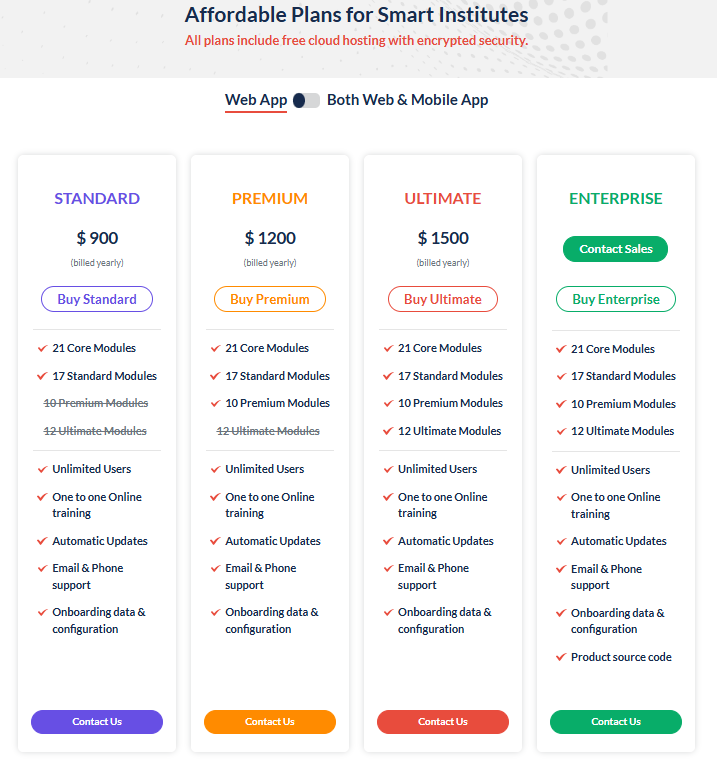 Affordable Plans for Smart Institutes
All plans include free cloud hosting with encrypted security.
Web App
Both Web & Mobile App
STANDARD
$ 900
(billed yearly)
Buy Standard
21 Core Modules
17 Standard Modules
10 Premium Modules
12 Ultimate Modules
Unlimited Users
One to one Online
training
Automatic Updates
Email & Phone
support
Onboarding data &
configuration
Contact Us
PREMIUM
$ 1200
(billed yearly)
Buy Premium
21 Core Modules
17 Standard Modules
10 Premium Modules
12 Ultimate Modules
Unlimited Users
One to one Online
training
Automatic Updates
Email & Phone
support
Onboarding data &
configuration
Contact Us
ULTIMATE
$ 1500
(billed yearly)
Buy Ultimate
21 Core Modules
17 Standard Modules
10 Premium Modules
12 Ultimate Modules
Unlimited Users
One to one Online
training
Automatic Updates
Email & Phone
support
Onboarding data &
configuration
Contact Us
ENTERPRISE
Contact Sales
Buy Enterprise
21 Core Modules
17 Standard Modules
10 Premium Modules
12 Ultimate Modules
Unlimited Users
One to one Online
training
Automatic Updates
Email & Phone
support
Onboarding data &
configuration
Product source code
Contact Us